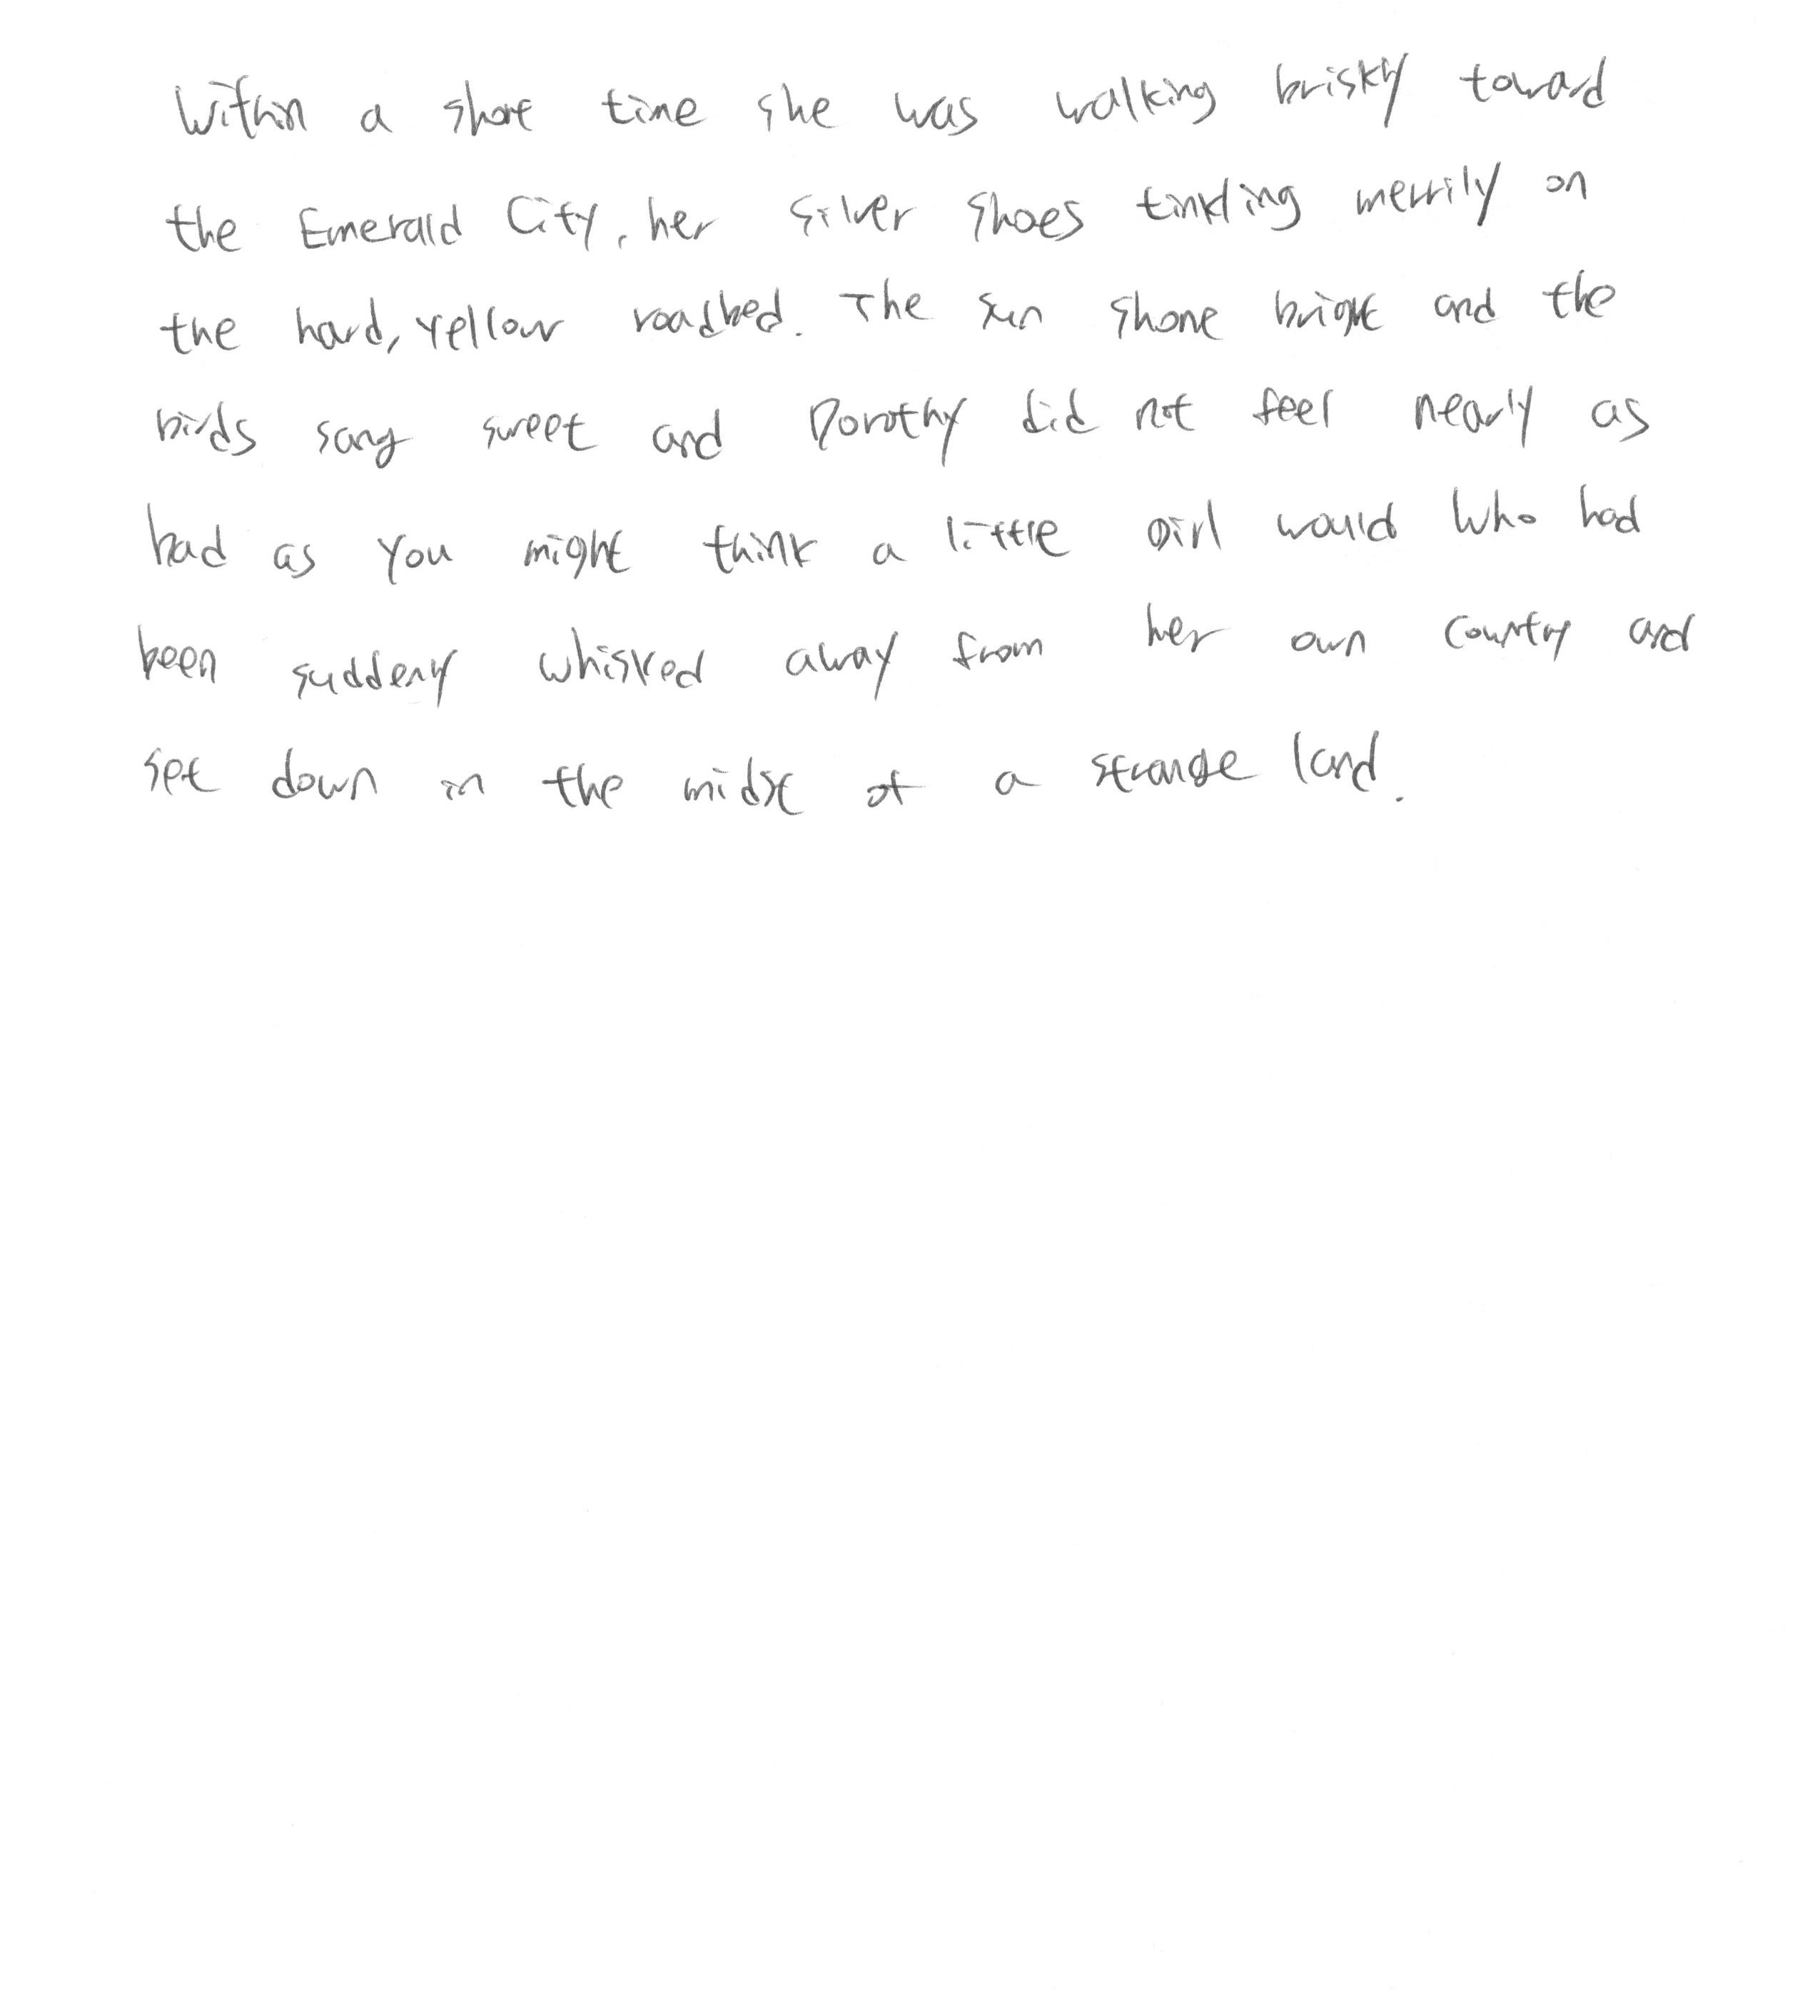 Within a short time she was walking briskly toward
the Emerald City, her silver shoes tinkling merrily on
the hard, yellow roadbed. The sun shone bright and the
birds sang sweet and Dorothy did not feel nearly as
bad as you might think a little girl would who had
been suddenly whisked away from her own country and
set down in the midst of a strange land.